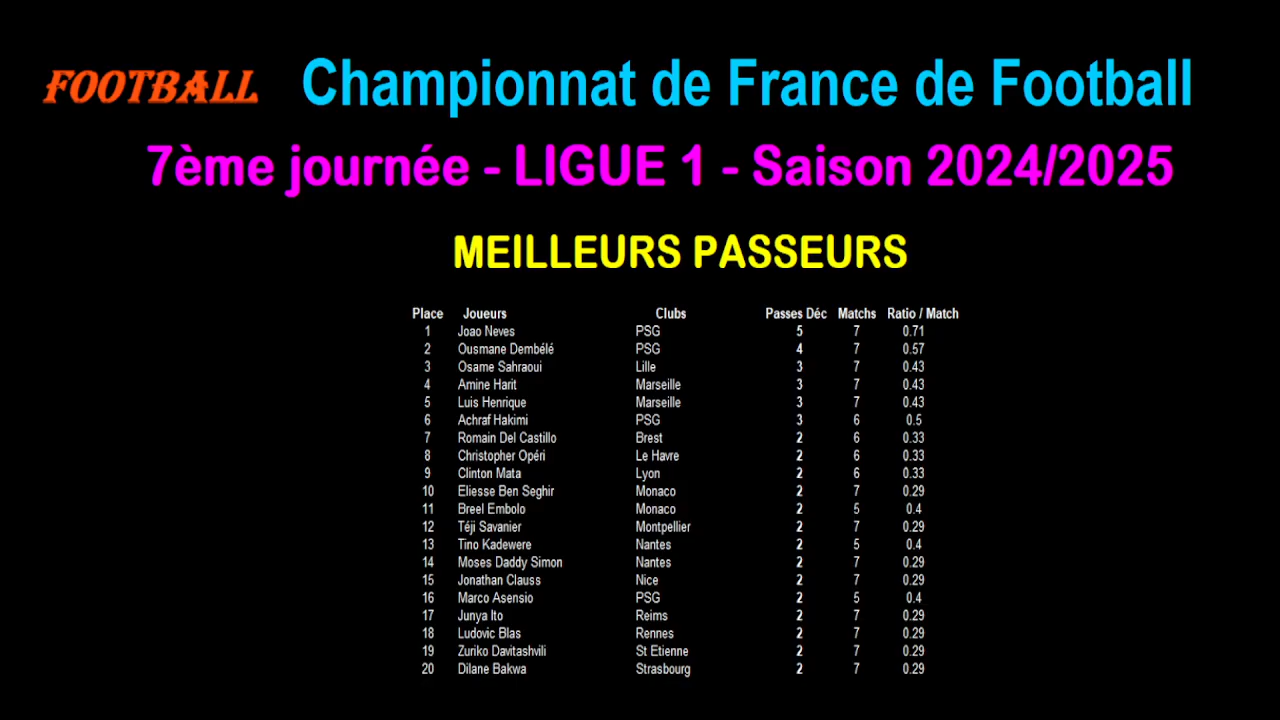 FOOTBALL Championnat de France de Football
7ème journée - LIGUE 1 - Saison 2024/2025
MEILLEURS PASSEURS
Place Joueurs Clubs Passes Déc Matchs Ratio / Match
1 Joao Neves PSG 5 7 0.71
2 Ousmane Dembélé PSG 4 7 0.57
3 Osame Sahraoui Lille 3 7 0.43
4 Amine Harit Marseille 3 7 0.43
5 Luis Henrique Marseille 3 7 0.43
6 Achraf Hakimi PSG 3 6 0.5
7 Romain Del Castillo Brest 2 6 0.33
8 Christopher Opéri Le Havre 2 6 0.33
9 Clinton Mata Lyon 2 6 0.33
10 Eliesse Ben Seghir Monaco 2 7 0.29
11 Breel Embolo Monaco 2 5 0.4
12 Téji Savanier Montpellier 2 7 0.29
13 Tino Kadewere Nantes 2 5 0.4
14 Moses Daddy Simon Nantes 2 7 0.29
15 Jonathan Clauss Nice 2 7 0.29
16 Marco Asensio PSG 2 5 0.4
17 Junya Ito Reims 2 7 0.29
18 Ludovic Blas Rennes 2 7 0.29
19 Zuriko Davitashvili St Etienne 2 7 0.29
20 Dilane Bakwa Strasbourg 2 7 0.29